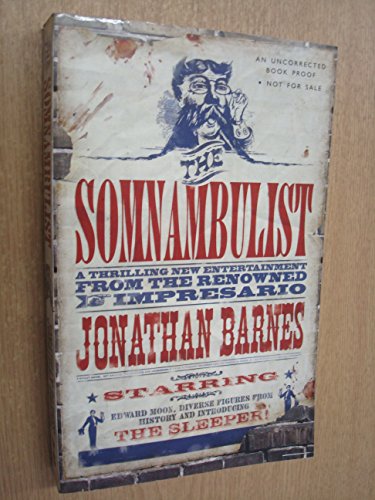 AN UNCORRECTED
BOOK PROOF
• NOT FOR SALE
THE
SOMNAMBULIST
A THRILLING NEW ENTERTAINMENT
FROM THE RENOWNED
IMPRESARIO
JONATHAN BARNES
STARRING
EDWARD MOON, DIVERSE FIGURES FROM
HISTORY AND INTRODUCING
THE SLEEPER!